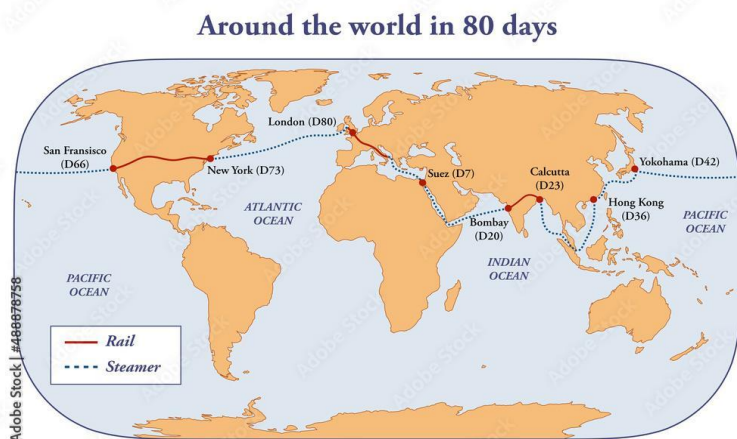 Around the world in 80 days
London (D80)
San Fransisco
(D66)
New York (D73)
Suez (D7)
Calcutta
(D23)
Yokohama (D42)
Bombay
(D20)
Hong Kong
(D36)
ATLANTIC
OCEAN
PACIFIC
OCEAN
INDIAN
OCEAN
PACIFIC
OCEAN
Rail
Steamer
Adobe Stock | #488878758
Adobe Stock